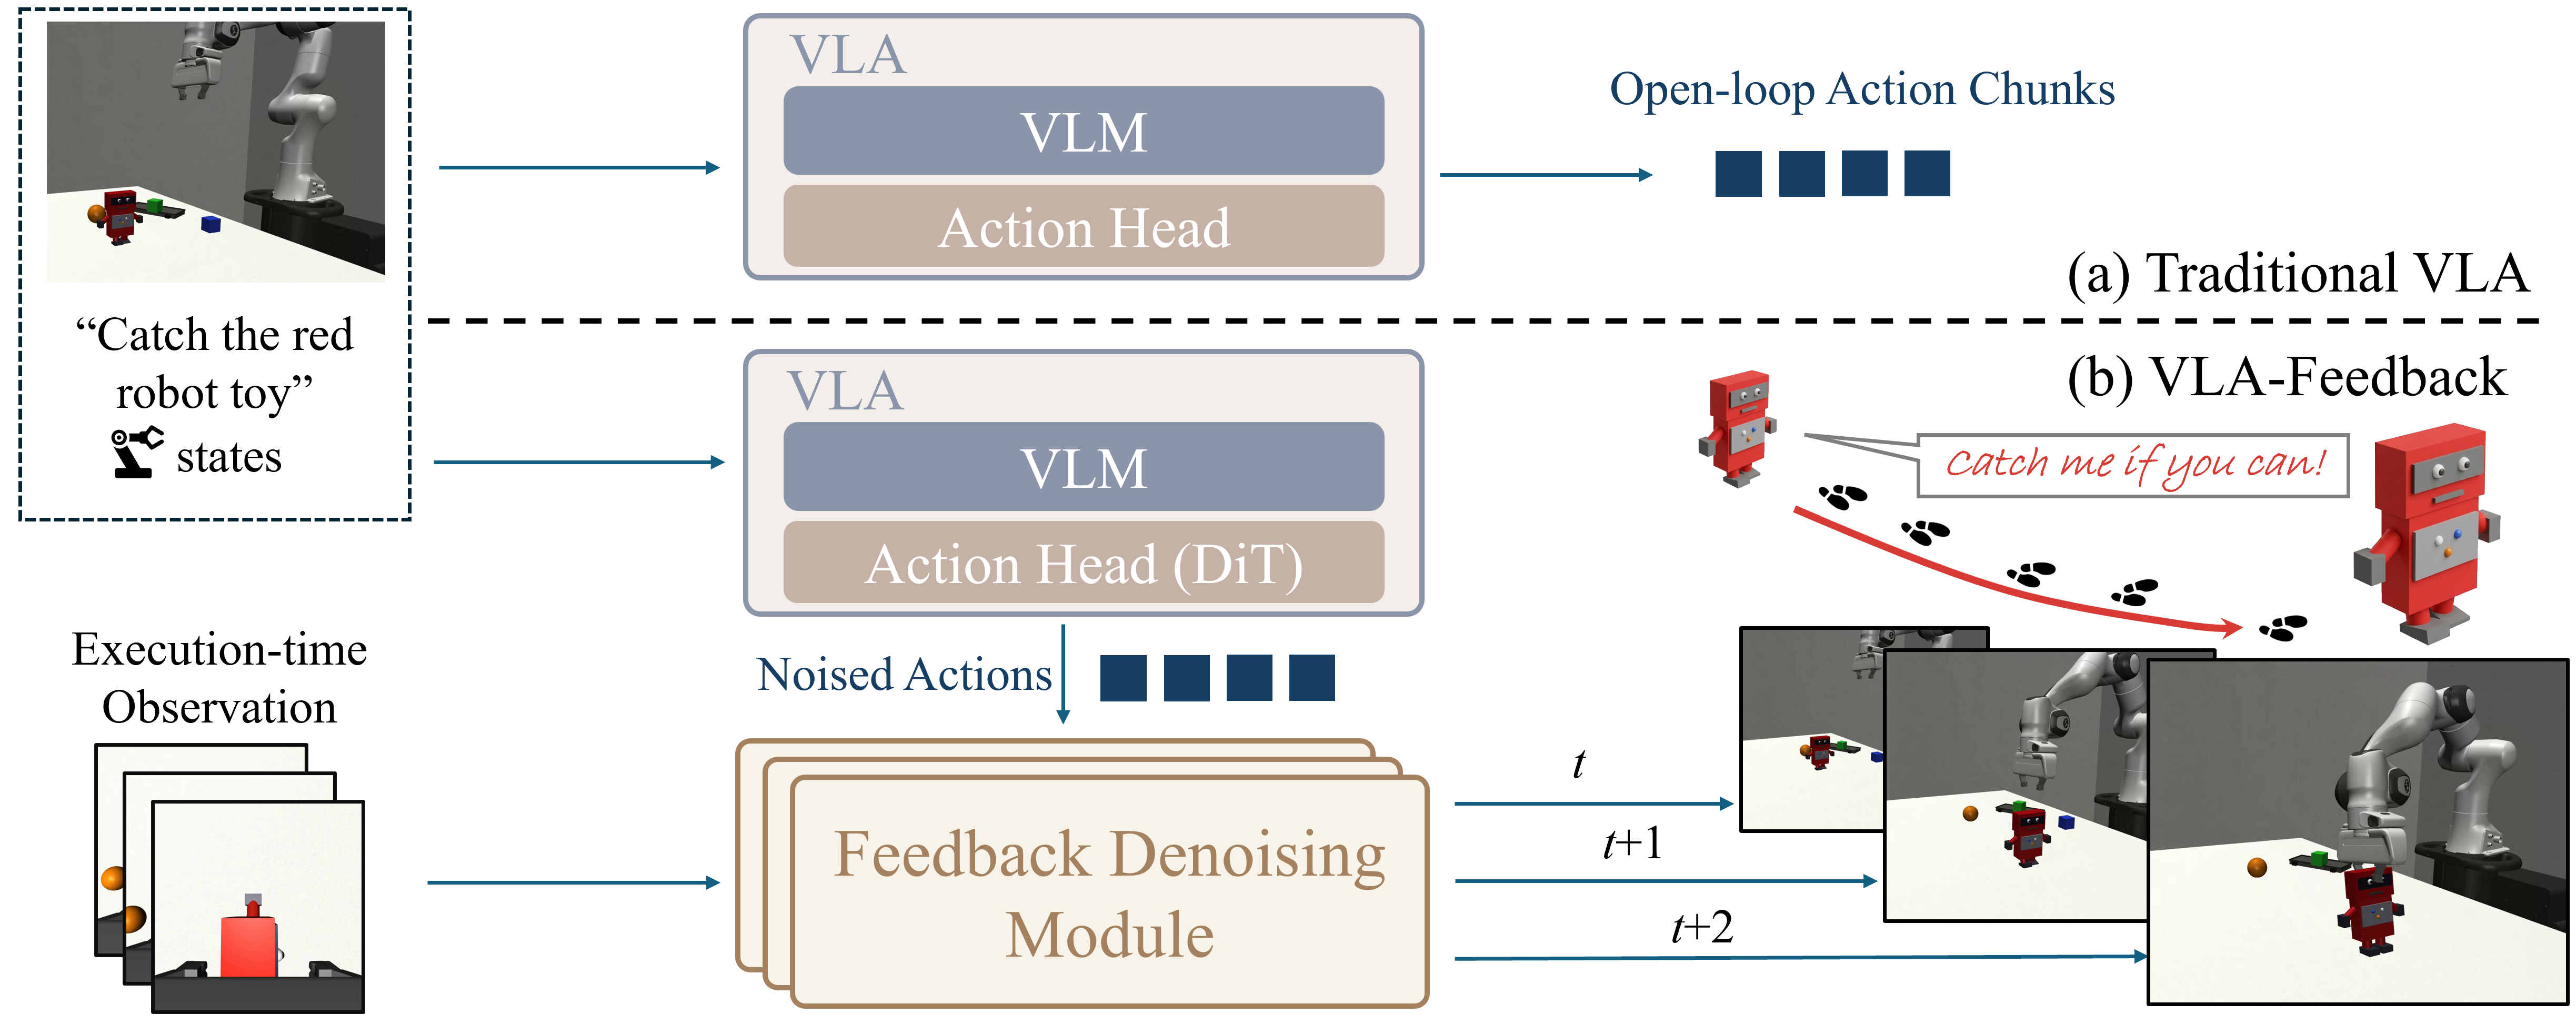 VLA
VLM
Action Head
Open-loop Action Chunks
(a) Traditional VLA
“Catch the red
robot toy”
states
VLA
VLM
Action Head (DiT)
(b) VLA-Feedback
Catch me if you can!
Noised Actions
Execution-time
Observation
Feedback Denoising
Module
t
t+1
t+2